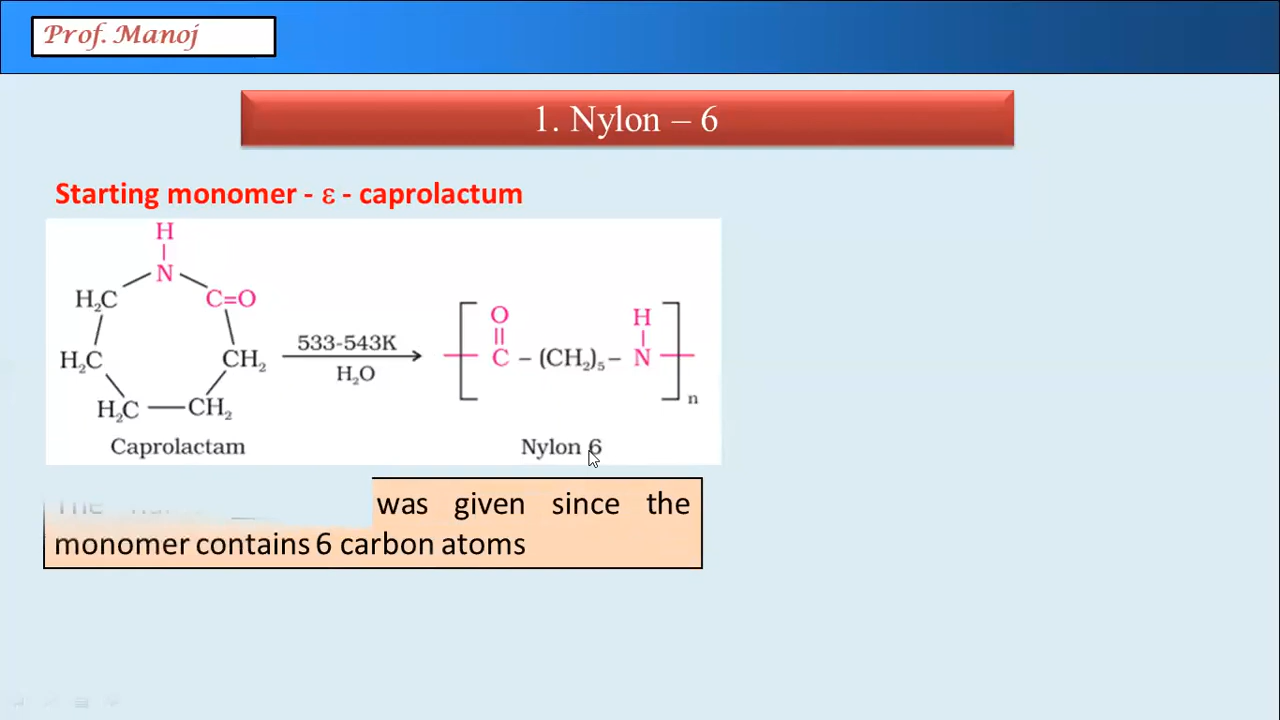 Prof. Manoj
1. Nylon – 6
Starting monomer - ε - caprolactum
H
N
H₂C
C=O
H₂C
CH₂
H₂C
CH₂
Caprolactam
533-543K
H₂O
O
H
C – (CH₂)₅ – N
n
Nylon 6
The was given since the
monomer contains 6 carbon atoms